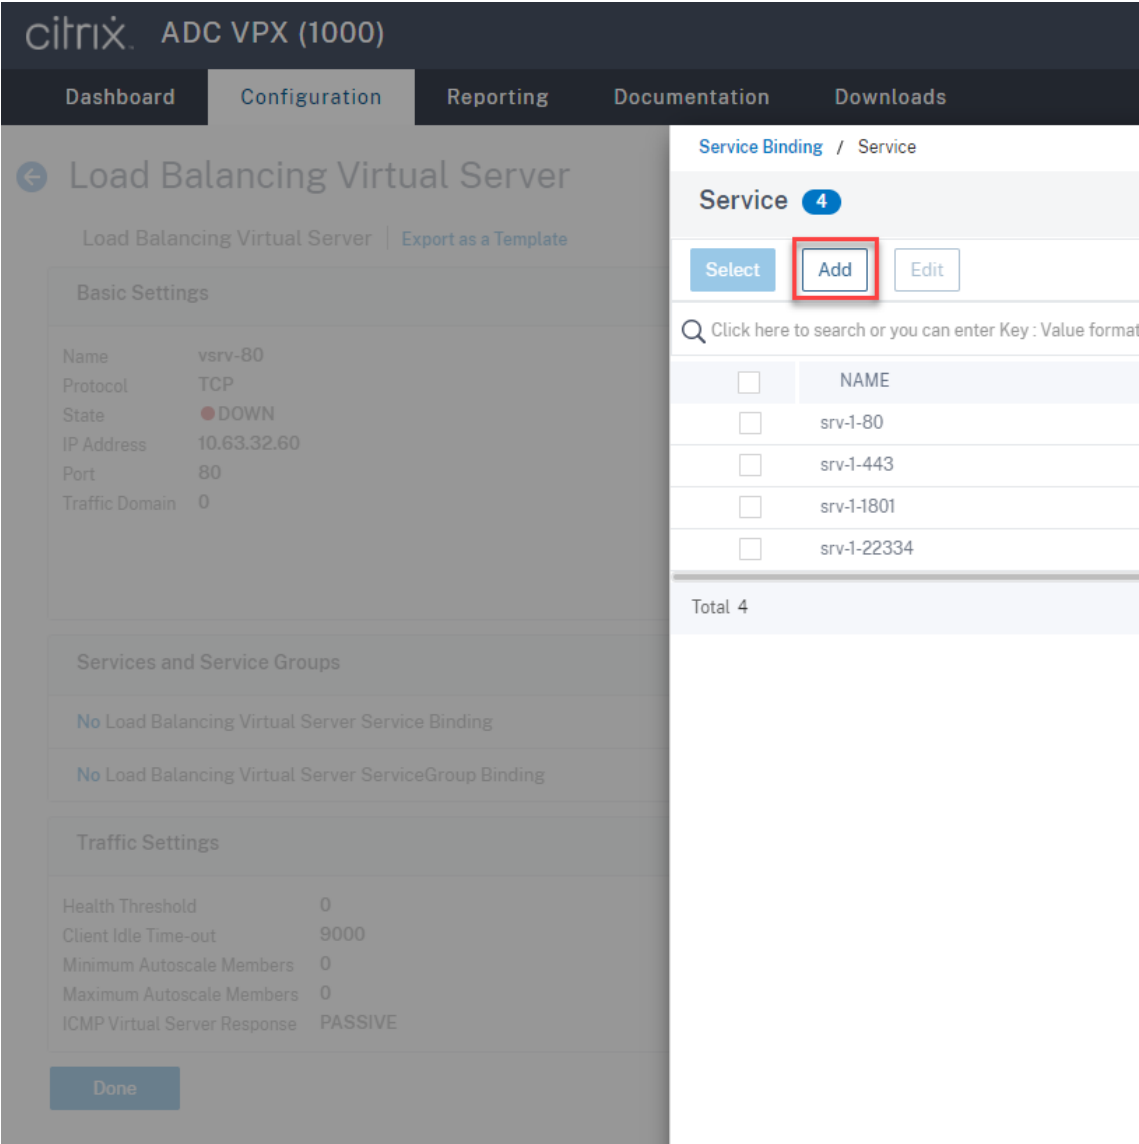 citrix. ADC VPX (1000)
Dashboard Configuration Reporting Documentation Downloads
Load Balancing Virtual Server
Load Balancing Virtual Server | Export as a Template
Basic Settings
Name vsrv-80
Protocol TCP
State DOWN
IP Address 10.63.32.60
Port 80
Traffic Domain 0
Services and Service Groups
No Load Balancing Virtual Server Service Binding
No Load Balancing Virtual Server ServiceGroup Binding
Traffic Settings
Health Threshold 0
Client Idle Time-out 9000
Minimum Autoscale Members 0
Maximum Autoscale Members 0
ICMP Virtual Server Response PASSIVE
Done
Service Binding / Service
Service 4
Select Add Edit
Click here to search or you can enter Key : Value format
NAME
srv-1-80
srv-1-443
srv-1-1801
srv-1-22334
Total 4